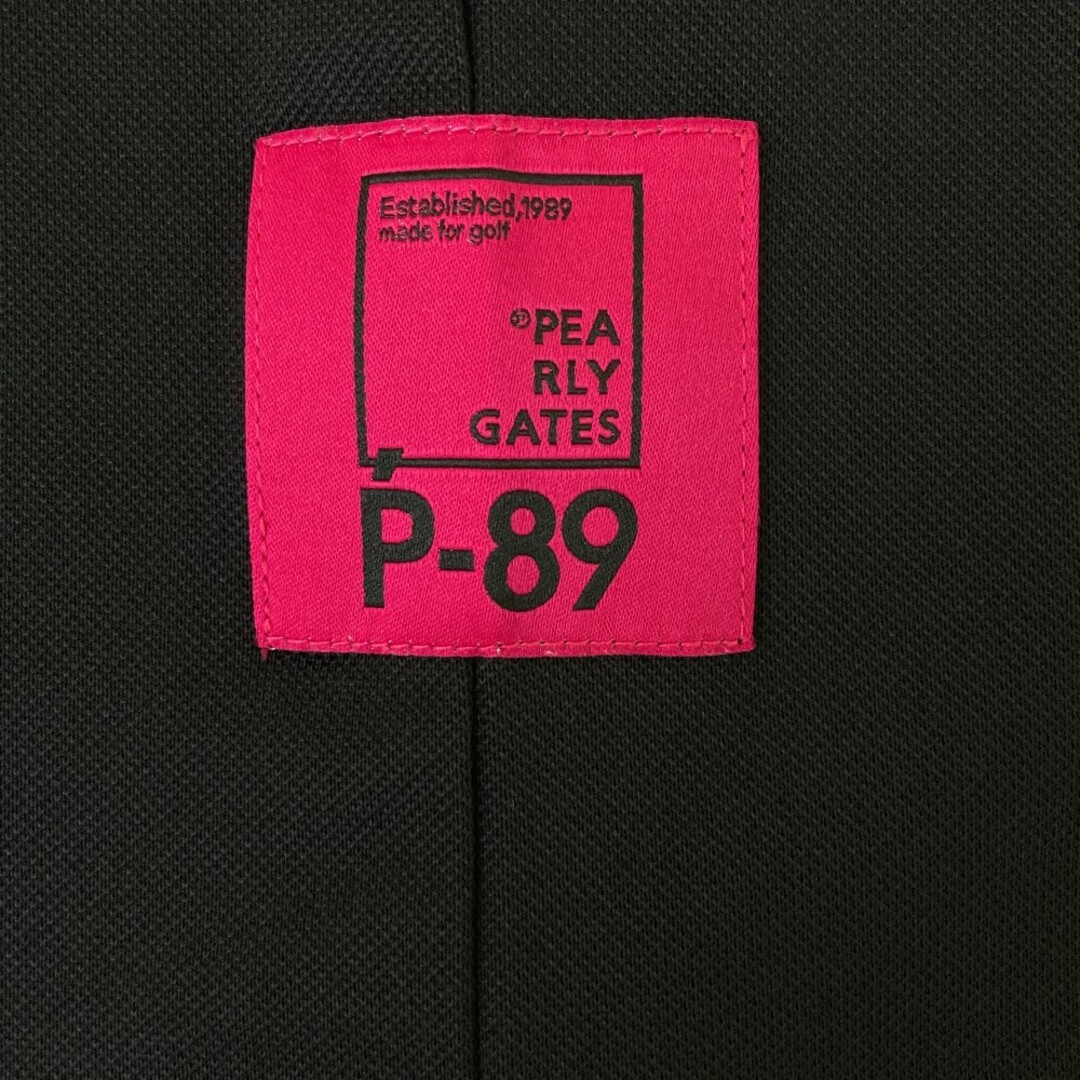 Established,1989
made for golf
PEA
RLY
GATES
P-89